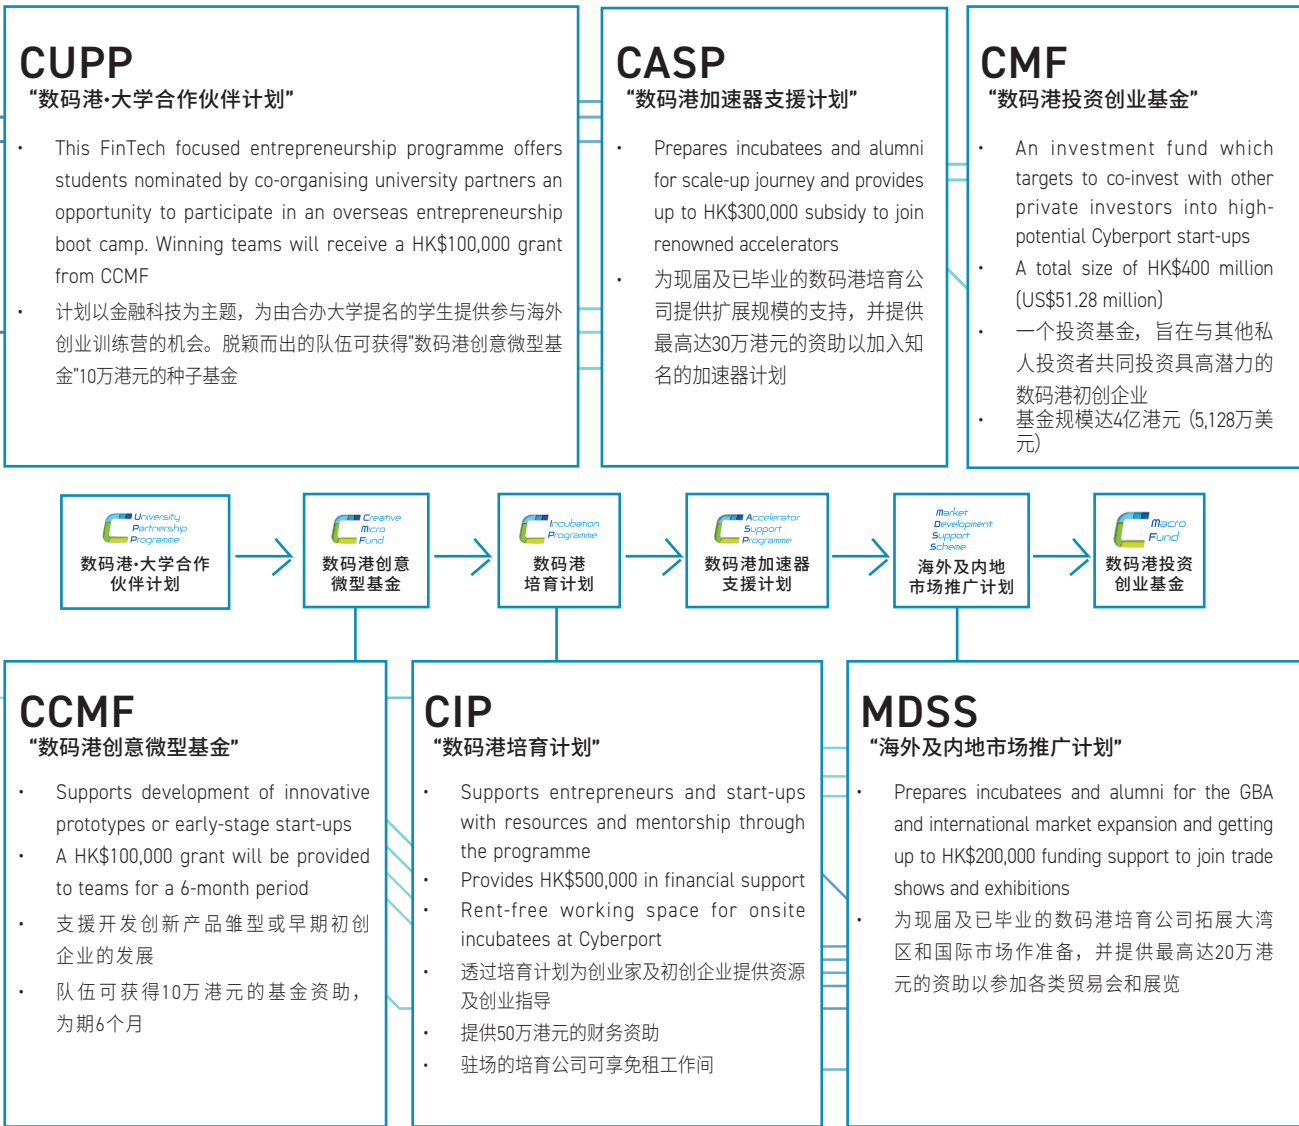 CUPP
“数码港·大学合作伙伴计划”
· This FinTech focused entrepreneurship programme offers
students nominated by co-organising university partners an
opportunity to participate in an overseas entrepreneurship
boot camp. Winning teams will receive a HK$100,000 grant
from CCMF
· 计划以金融科技为主题，为由合办大学提名的学生提供参与海外
创业训练营的机会。脱颖而出的队伍可获得“数码港创意微型基
金”10万港元的种子基金
CASP
“数码港加速器支援计划”
· Prepares incubatees and alumni
for scale-up journey and provides
up to HK$300,000 subsidy to join
renowned accelerators
· 为现届及已毕业的数码港培育公
司提供扩展规模的支持，并提供
最高达30万港元的资助以加入知
名的加速器计划
CMF
“数码港投资创业基金”
· An investment fund which
targets to co-invest with other
private investors into high-
potential Cyberport start-ups
· A total size of HK$400 million
(US$51.28 million)
· 一个投资基金，旨在与其他私
人投资者共同投资具高潜力的
数码港初创企业
· 基金规模达4亿港元 (5,128万美
元)
University
Partnership
Programme
数码港·大学合作
伙伴计划
Creative
Micro
Fund
数码港创意
微型基金
Incubation
Programme
数码港
培育计划
Accelerator
Support
Programme
数码港加速器
支援计划
Market
Development
Support
Scheme
海外及内地
市场推广计划
Macro
Fund
数码港投资
创业基金
CCMF
“数码港创意微型基金”
· Supports development of innovative
prototypes or early-stage start-ups
· A HK$100,000 grant will be provided
to teams for a 6-month period
· 支援开发创新产品雏型或早期初创
企业的发展
· 队伍可获得10万港元的基金资助，
为期6个月
CIP
“数码港培育计划”
· Supports entrepreneurs and start-ups
with resources and mentorship through
the programme
· Provides HK$500,000 in financial support
· Rent-free working space for onsite
incubatees at Cyberport
· 透过培育计划为创业家及初创企业提供资源
及创业指导
· 提供50万港元的财务资助
· 驻场的培育公司可享免租工作间
MDSS
“海外及内地市场推广计划”
· Prepares incubatees and alumni for the GBA
and international market expansion and getting
up to HK$200,000 funding support to join trade
shows and exhibitions
· 为现届及已毕业的数码港培育公司拓展大湾
区和国际市场作准备，并提供最高达20万港
元的资助以参加各类贸易会和展览